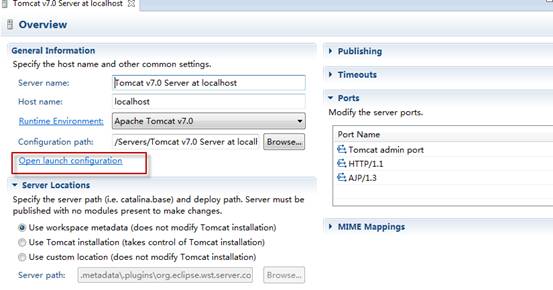 Tomcat v7.0 Server at localhost
Overview
General Information
Specify the host name and other common settings.
Server name:
Tomcat v7.0 Server at localhost
Host name:
localhost
Runtime Environment:
Apache Tomcat v7.0
Configuration path:
/Servers/Tomcat v7.0 Server at locall
Browse...
Open launch configuration
Server Locations
Specify the server path (i.e. catalina.base) and deploy path. Server must be
published with no modules present to make changes.
Use workspace metadata (does not modify Tomcat installation)
Use Tomcat installation (takes control of Tomcat installation)
Use custom location (does not modify Tomcat installation)
Server path:
.metadata\.plugins\org.eclipse.wst.server.co
Browse...
Publishing
Timeouts
Ports
Modify the server ports.
Port Name
Tomcat admin port
HTTP/1.1
AJP/1.3
MIME Mappings